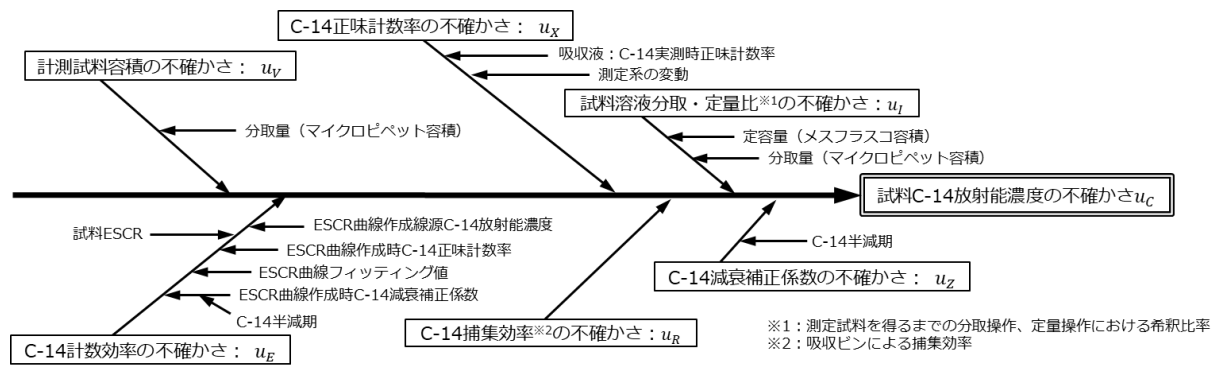 C-14正味計数率の不確かさ： u_X
吸収液：C-14実測時正味計数率
測定系の変動
計測試料容積の不確かさ： u_V
分取量（マイクロピペット容積）
試料溶液分取・定量比※1の不確かさ：u_I
定容量（メスフラスコ容積）
分取量（マイクロピペット容積）
試料C-14放射能濃度の不確かさu_C
試料ESCR
ESCR曲線作成線源C-14放射能濃度
ESCR曲線作成時C-14正味計数率
ESCR曲線フィッティング値
ESCR曲線作成時C-14減衰補正係数
C-14半減期
C-14計数効率の不確かさ： u_E
C-14捕集効率※2の不確かさ：u_R
C-14半減期
C-14減衰補正係数の不確かさ： u_Z
※1：測定試料を得るまでの分取操作、定量操作における希釈比率
※2：吸収ビンによる捕集効率